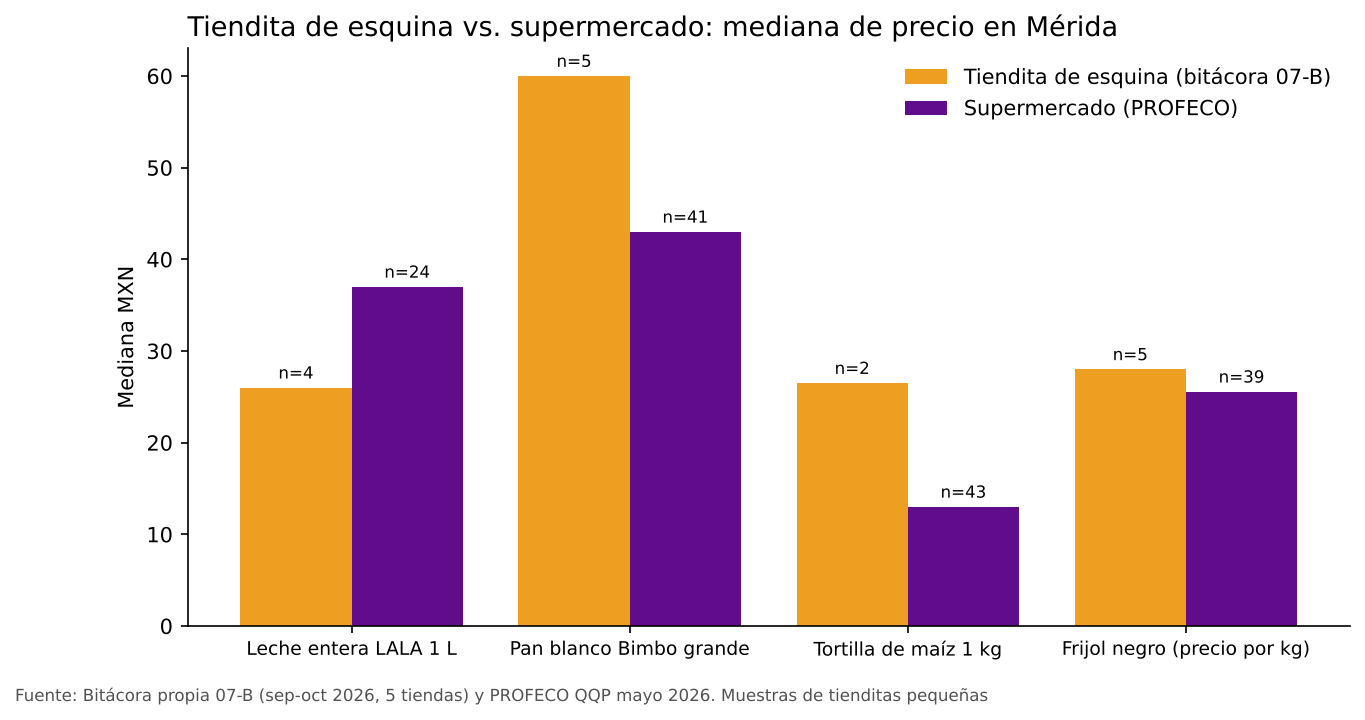 Tiendita de esquina vs. supermercado: mediana de precio en Mérida
Tiendita de esquina (bitácora 07-B)
Supermercado (PROFECO)
Mediana MXN
60
50
40
30
20
10
0
n=4
n=24
n=5
n=41
n=2
n=43
n=5
n=39
Leche entera LALA 1 L
Pan blanco Bimbo grande
Tortilla de maíz 1 kg
Frijol negro (precio por kg)
Fuente: Bitácora propia 07-B (sep-oct 2026, 5 tiendas) y PROFECO QQP mayo 2026. Muestras de tienditas pequeñas